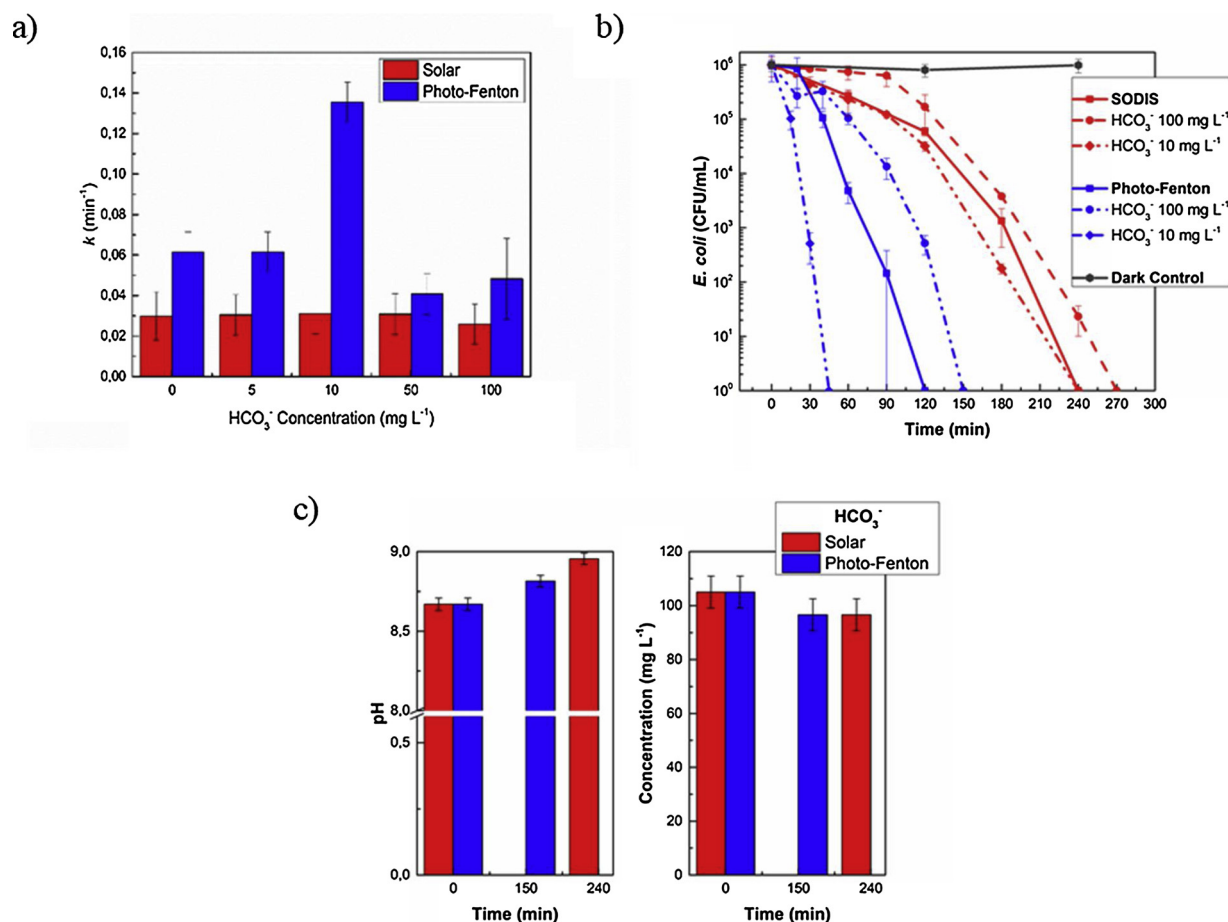 a)
0,16
0,14
0,12
0,10
0,08
0,06
0,04
0,02
0,00
k (min⁻¹)
Solar
Photo-Fenton
0 5 10 50 100
HCO₃⁻ Concentration (mg L⁻¹)
b)
10⁶
10⁵
10⁴
10³
10²
10¹
10⁰
E. coli (CFU/mL)
SODIS
HCO₃⁻ 100 mg L⁻¹
HCO₃⁻ 10 mg L⁻¹
Photo-Fenton
HCO₃⁻ 100 mg L⁻¹
HCO₃⁻ 10 mg L⁻¹
Dark Control
0 30 60 90 120 150 180 210 240 270 300
Time (min)
c)
9,0
8,5
8,0
0,5
0,0
pH
0 150 240
Time (min)
HCO₃⁻
Solar
Photo-Fenton
120
100
80
60
40
20
0
Concentration (mg L⁻¹)
0 150 240
Time (min)